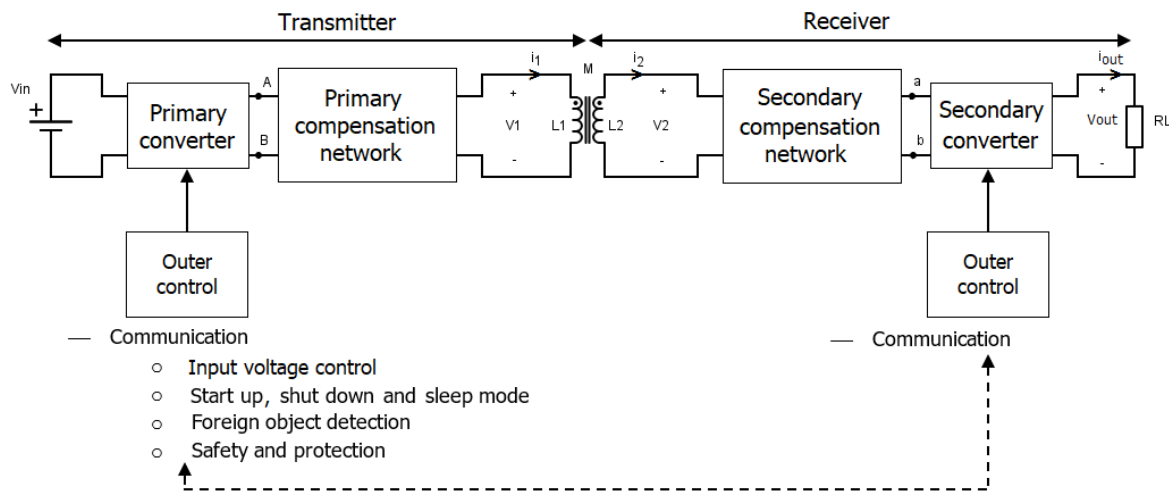 Transmitter
Receiver
Vin
+
Primary
converter
A
B
Primary
compensation
network
i1
+
V1
-
L1
M
L2
i2
+
V2
-
Secondary
compensation
network
a
b
Secondary
converter
iout
+
Vout
-
RL
Outer
control
Outer
control
— Communication
o Input voltage control
o Start up, shut down and sleep mode
o Foreign object detection
o Safety and protection
— Communication